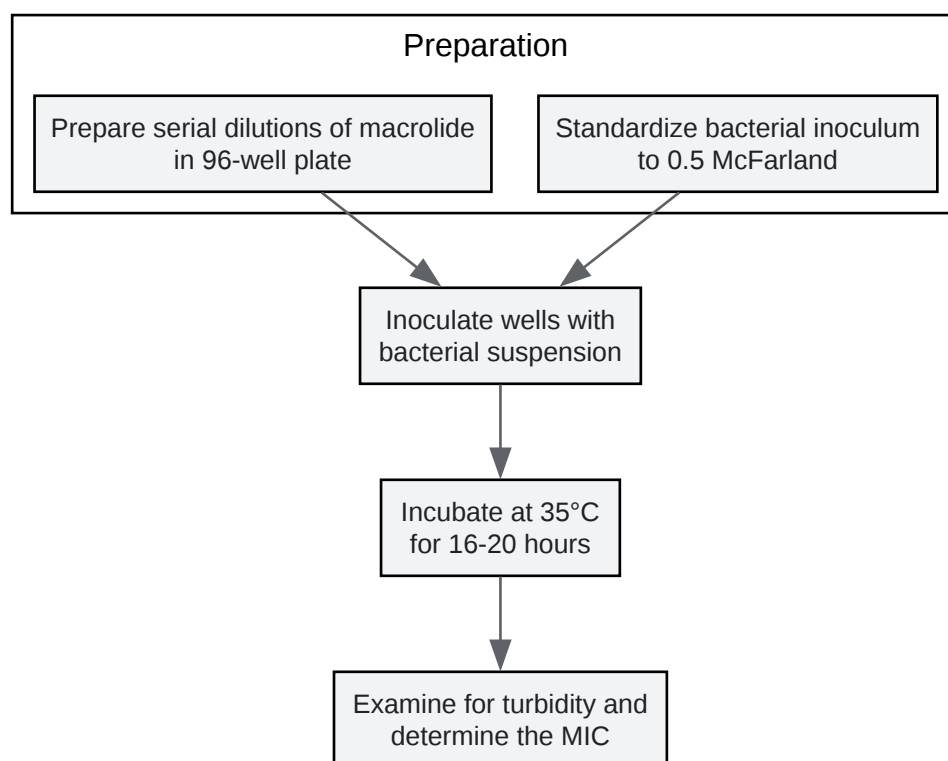 Preparation
Prepare serial dilutions of macrolide
in 96-well plate
Standardize bacterial inoculum
to 0.5 McFarland
Inoculate wells with
bacterial suspension
Incubate at 35°C
for 16-20 hours
Examine for turbidity and
determine the MIC